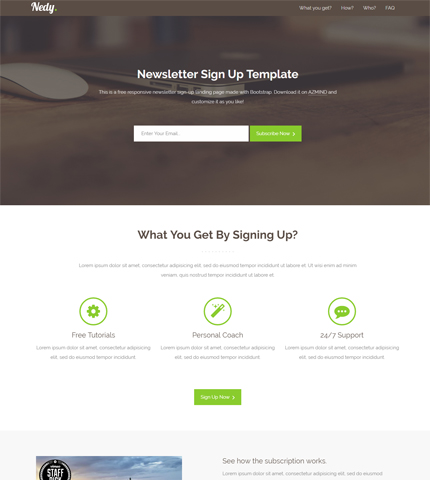 Nedy.
What you get? How? Who? FAQ
Newsletter Sign Up Template
This is a free responsive newsletter sign-up landing page made with Bootstrap. Download it on AZMIND and
customize it as you like!
Enter Your Email...
Subscribe Now
What You Get By Signing Up?
Lorem ipsum dolor sit amet, consectetur adipisicing elit, sed do eiusmod tempor incididunt ut labore et. Ut wisi enim ad minim
veniam, quis nostrud tempor incididunt ut labore et.
Free Tutorials
Personal Coach
24/7 Support
Lorem ipsum dolor sit amet, consectetur adipisicing
elit, sed do eiusmod tempor incididunt.
Lorem ipsum dolor sit amet, consectetur adipisicing
elit, sed do eiusmod tempor incididunt.
Lorem ipsum dolor sit amet, consectetur adipisicing
elit, sed do eiusmod tempor incididunt.
Sign Up Now
STAFF
See how the subscription works.
Lorem ipsum dolor sit amet, consectetur adipisicing elit, sed do eiusmod